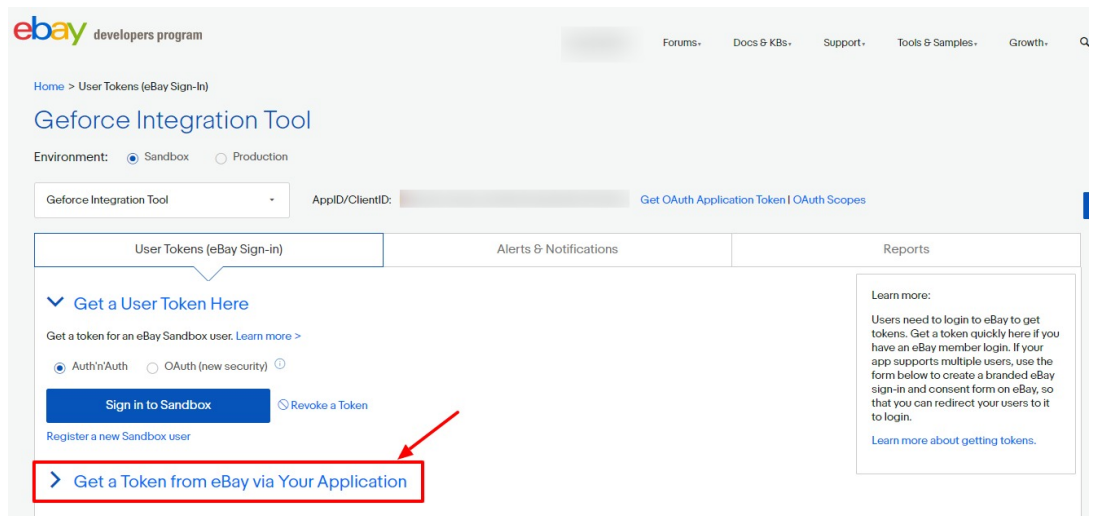 ebay developers program
Forums
Docs & KBs
Support
Tools & Samples
Growth
Home > User Tokens (eBay Sign-In)
Geforce Integration Tool
Environment: Sandbox Production
Geforce Integration Tool
AppID/ClientID:
Get OAuth Application Token | OAuth Scopes
User Tokens (eBay Sign-in)
Alerts & Notifications
Reports
Get a User Token Here
Get a token for an eBay Sandbox user. Learn more >
Auth'n'Auth OAuth (new security)
Sign in to Sandbox
Revoke a Token
Register a new Sandbox user
Get a Token from eBay via Your Application
Learn more:
Users need to login to eBay to get
tokens. Get a token quickly here if you
have an eBay member login. If your
app supports multiple users, use the
form below to create a branded eBay
sign-in and consent form on eBay, so
that you can redirect your users to it
to login.
Learn more about getting tokens.